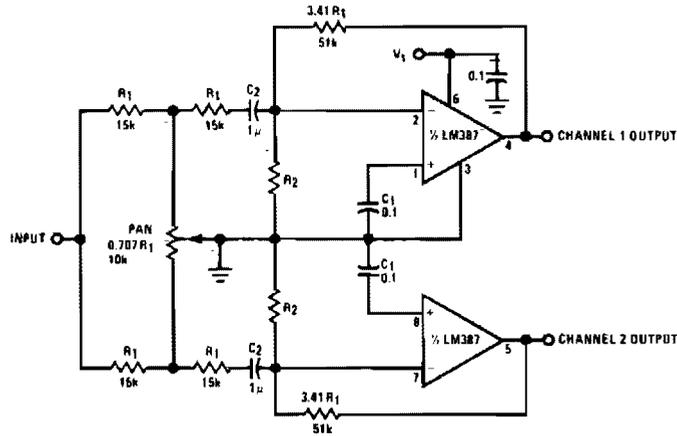 3.41 R₁
51k
V₅
0.1
R₁
15k
R₁
15k
C₂
1μ
2
−
6
½ LM387
4
CHANNEL 1 OUTPUT
+
1
3
R₂
C₁
0.1
INPUT
PAN
0.707 R₁
10k
C₁
0.1
R₂
8
+
½ LM387
5
CHANNEL 2 OUTPUT
−
7
R₁
15k
R₁
15k
C₂
1μ
3.41 R₁
51k